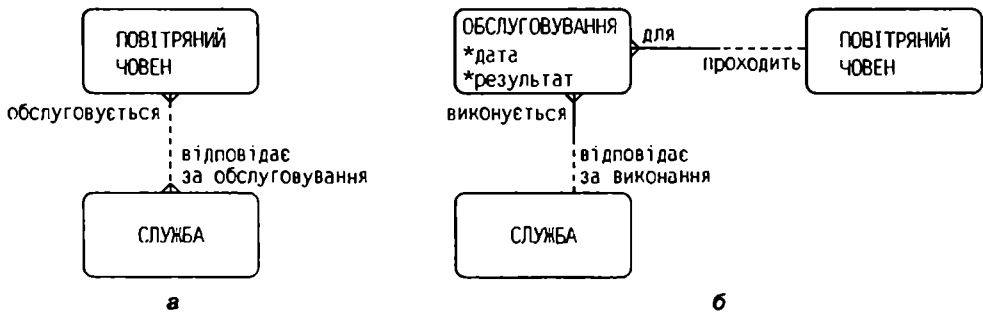 ПОВІТРЯНИЙ
ЧОВЕН
обслуговується
відповідає
за обслуговування
СЛУЖБА
а
ОБСЛУГОВУВАННЯ
*дата
*результат
для
проходить
ПОВІТРЯНИЙ
ЧОВЕН
виконується
відповідає
за виконання
СЛУЖБА
б